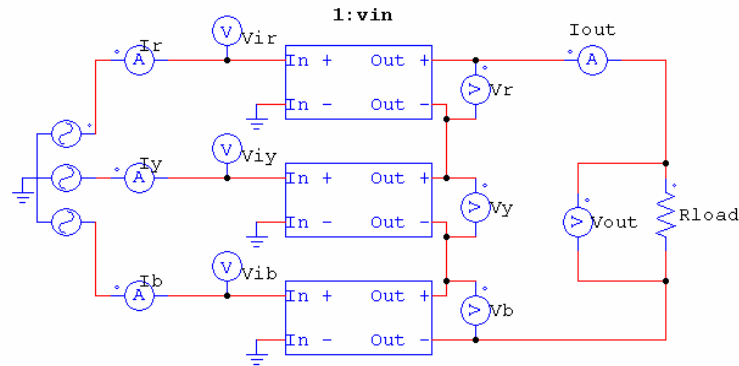 1:vin
Ir
V Vir
Iout
A
In + Out +
A
In - Out -
V Vr
Iy
V Viy
A
In + Out +
In - Out -
V Vy
V Vout
Rload
Ib
V Vib
A
In + Out +
In - Out -
V Vb